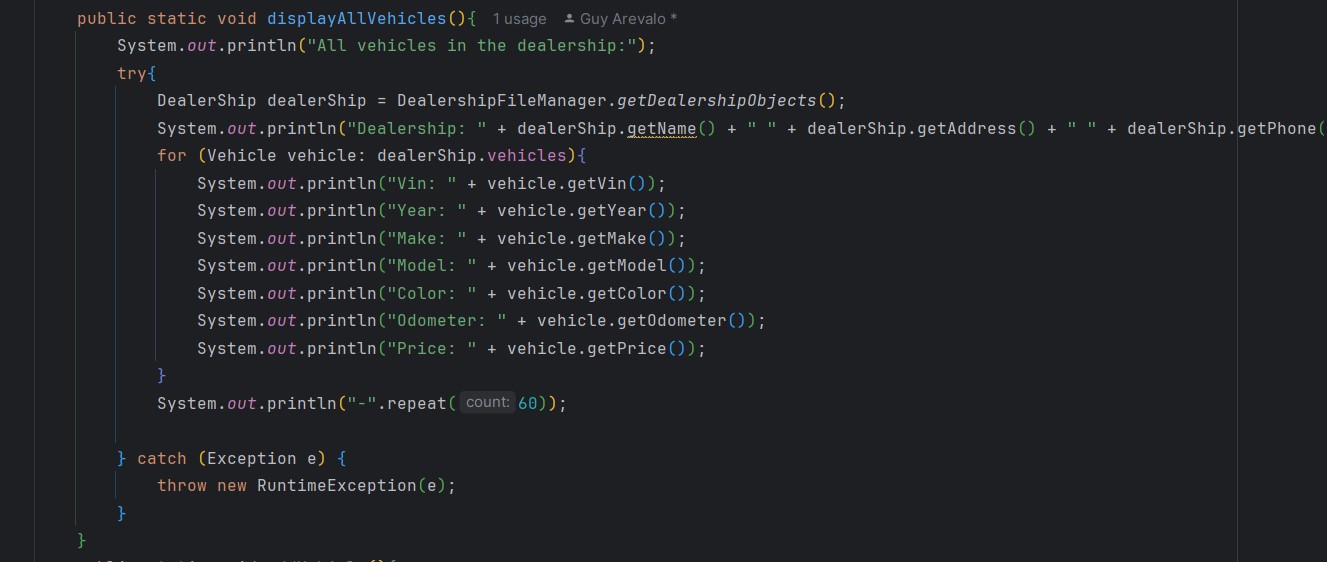 public static void displayAllVehicles(){ 1 usage Guy Arevalo *
System.out.println("All vehicles in the dealership:");
try{
DealerShip dealerShip = DealershipFileManager.getDealershipObjects();
System.out.println("Dealership: " + dealerShip.getName() + " " + dealerShip.getAddress() + " " + dealerShip.getPhone(
for (Vehicle vehicle: dealerShip.vehicles){
System.out.println("Vin: " + vehicle.getVin());
System.out.println("Year: " + vehicle.getYear());
System.out.println("Make: " + vehicle.getMake());
System.out.println("Model: " + vehicle.getModel());
System.out.println("Color: " + vehicle.getColor());
System.out.println("Odometer: " + vehicle.getOdometer());
System.out.println("Price: " + vehicle.getPrice());
}
System.out.println("-".repeat( count: 60));
} catch (Exception e) {
throw new RuntimeException(e);
}
}